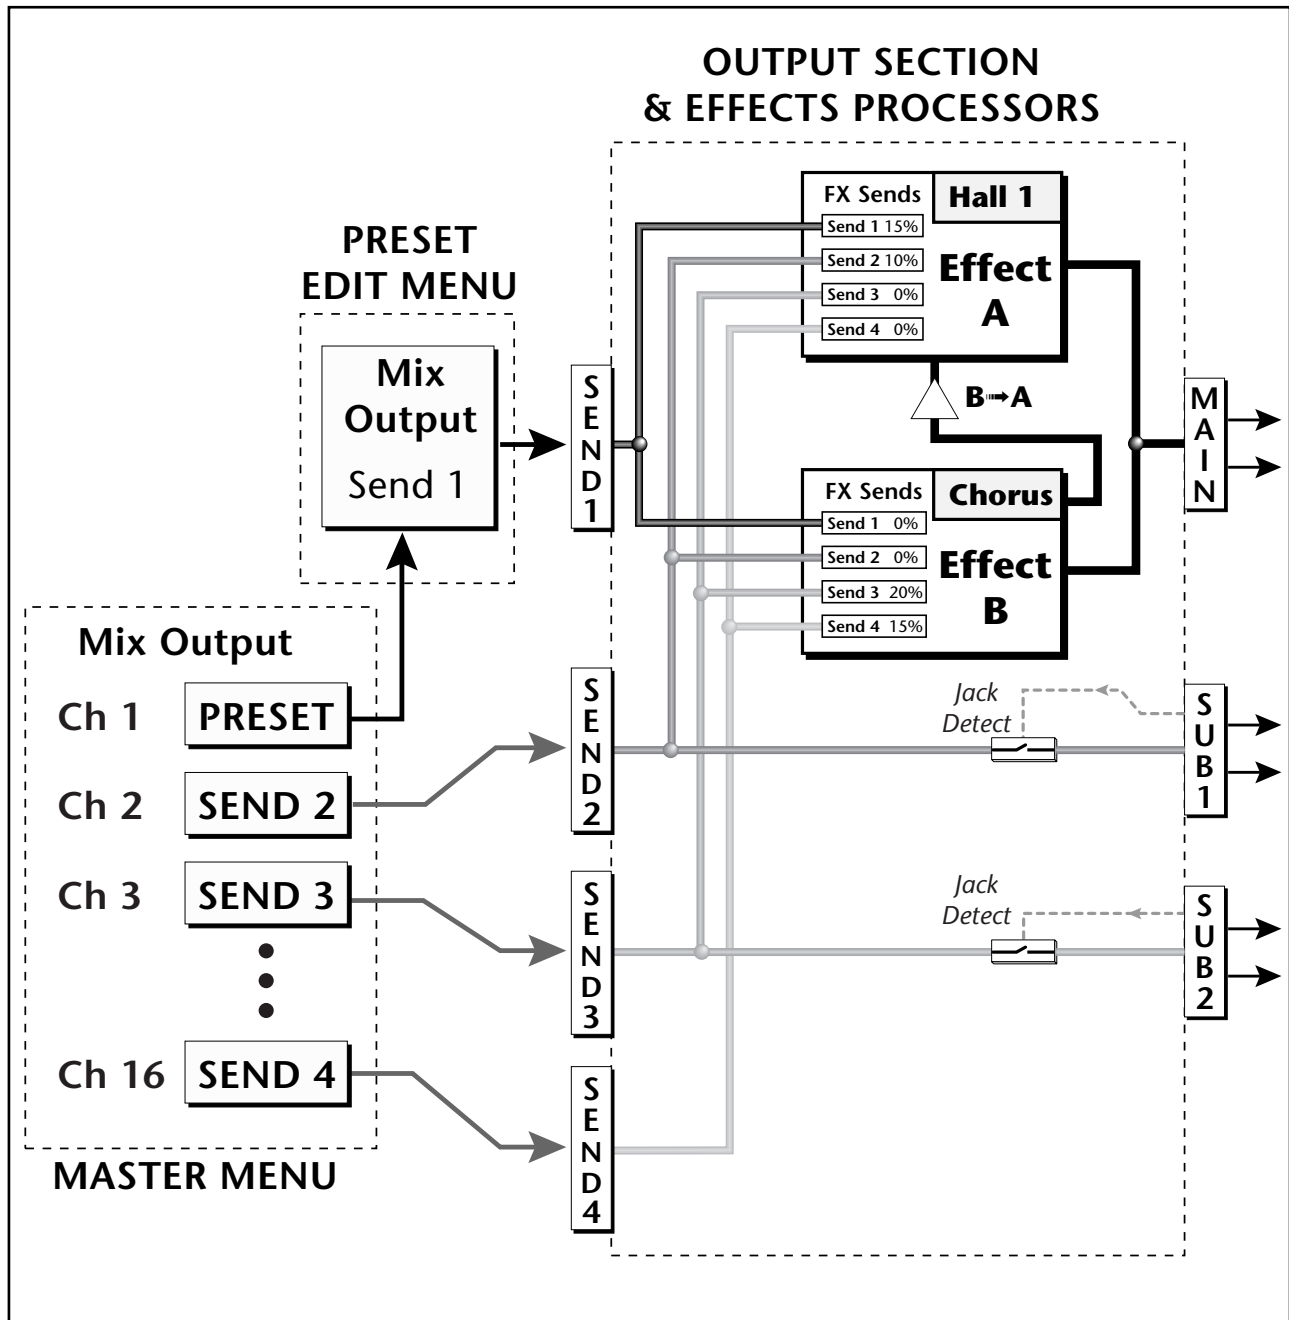 OUTPUT SECTION
& EFFECTS PROCESSORS
PRESET
EDIT MENU
Mix
Output
Send 1
SEND1
FX Sends
Hall 1
Send 1 15%
Send 2 10%
Send 3 0%
Send 4 0%
Effect
A
B➟A
FX Sends
Chorus
Send 1 0%
Send 2 0%
Send 3 20%
Send 4 15%
Effect
B
MAIN
Mix Output
Ch 1 PRESET
Ch 2 SEND 2
Ch 3 SEND 3
Ch 16 SEND 4
MASTER MENU
SEND2
Jack
Detect
SUB1
SEND3
Jack
Detect
SUB2
SEND4